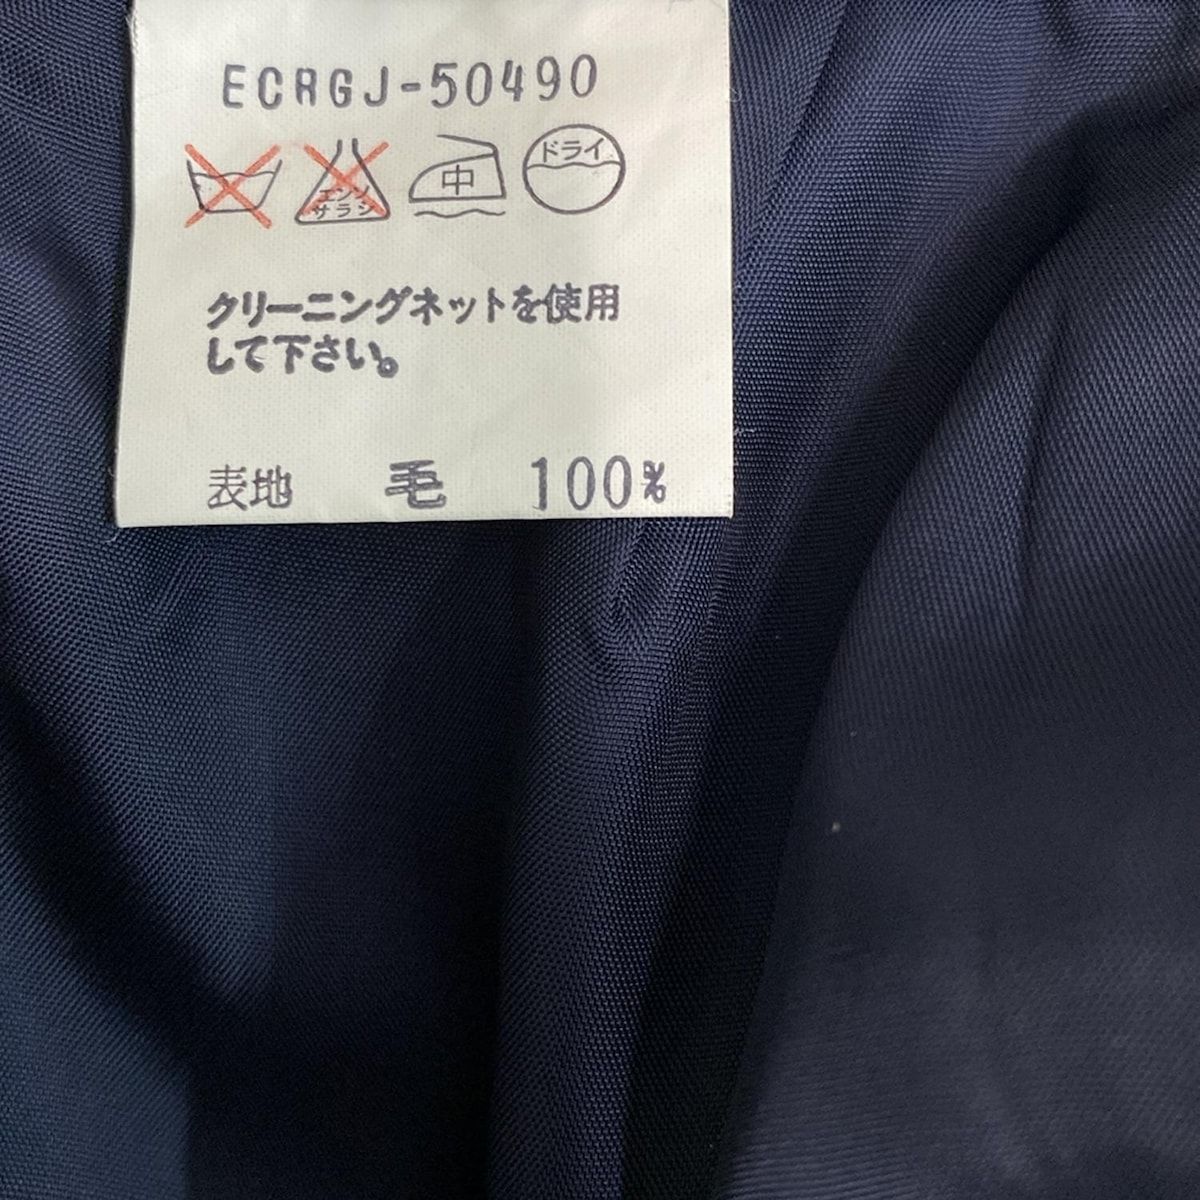 ECRGJ-50490
エンソ
サラシ
中
ドライ
クリーニングネットを使用
して下さい。
表地 毛 100%